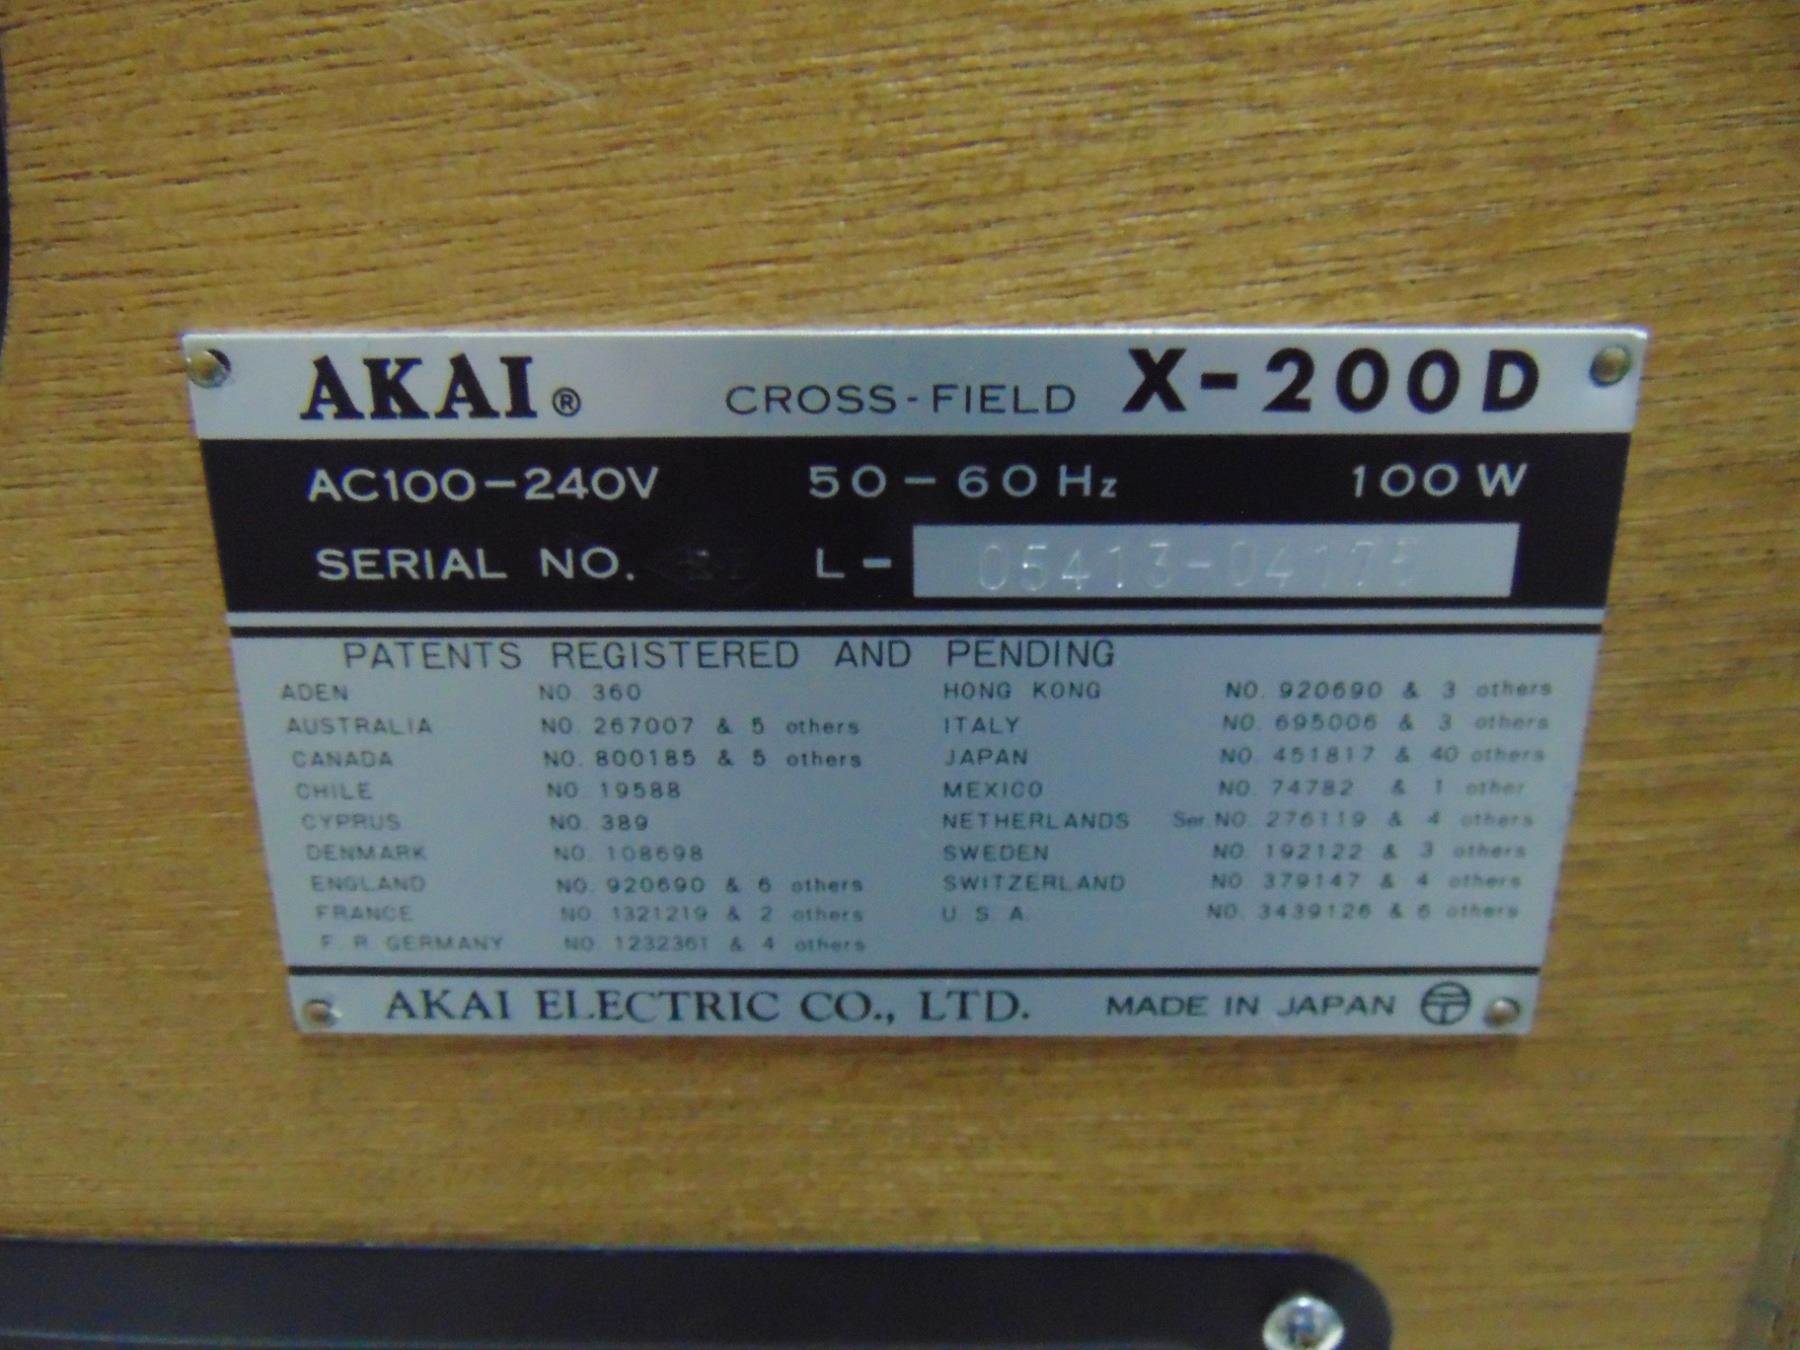 AKAI® CROSS-FIELD X-200D
AC100-240V 50-60Hz 100W
SERIAL NO. L-
PATENTS REGISTERED AND PENDING
ADEN NO. 360
AUSTRALIA NO. 267007 & 5 others
CANADA NO. 800185 & 5 others
CHILE NO. 19588
CYPRUS NO. 389
DENMARK NO. 108698
ENGLAND NO. 920690 & 6 others
FRANCE NO. 1321219 & 2 others
F. R. GERMANY NO. 1232361 & 4 others
HONG KONG NO. 920690 & 3 others
ITALY NO. 695006 & 3 others
JAPAN NO. 451817 & 40 others
MEXICO NO. 74782 & 1 other
NETHERLANDS Ser. NO. 276119 & 4 others
SWEDEN NO. 192122 & 3 others
SWITZERLAND NO. 379147 & 4 others
U. S. A. NO. 3439126 & 6 others
AKAI ELECTRIC CO., LTD. MADE IN JAPAN